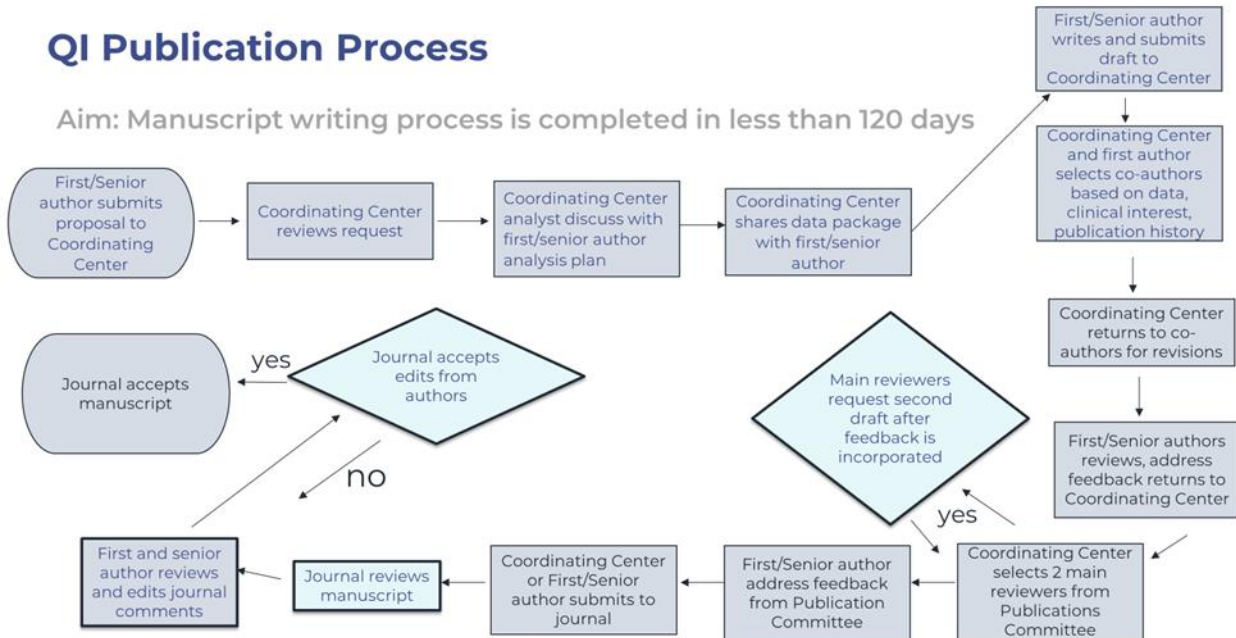 QI Publication Process
Aim: Manuscript writing process is completed in less than 120 days
First/Senior
author submits
proposal to
Coordinating
Center
Coordinating Center
reviews request
Coordinating Center
analyst discuss with
first/senior author
analysis plan
Coordinating Center
shares data package
with first/senior
author
First/Senior author
writes and submits
draft to
Coordinating Center
Coordinating Center
and first author
selects co-authors
based on data,
clinical interest,
publication history
Coordinating Center
returns to co-
authors for revisions
First/Senior authors
reviews, address
feedback returns to
Coordinating Center
Coordinating Center
selects 2 main
reviewers from
Publications
Committee
yes
Main reviewers
request second
draft after
feedback is
incorporated
First/Senior author
address feedback
from Publication
Committee
Coordinating Center
or First/Senior
author submits to
journal
Journal reviews
manuscript
First and senior
author reviews
and edits journal
comments
Journal accepts
edits from
authors
no
yes
Journal accepts
manuscript